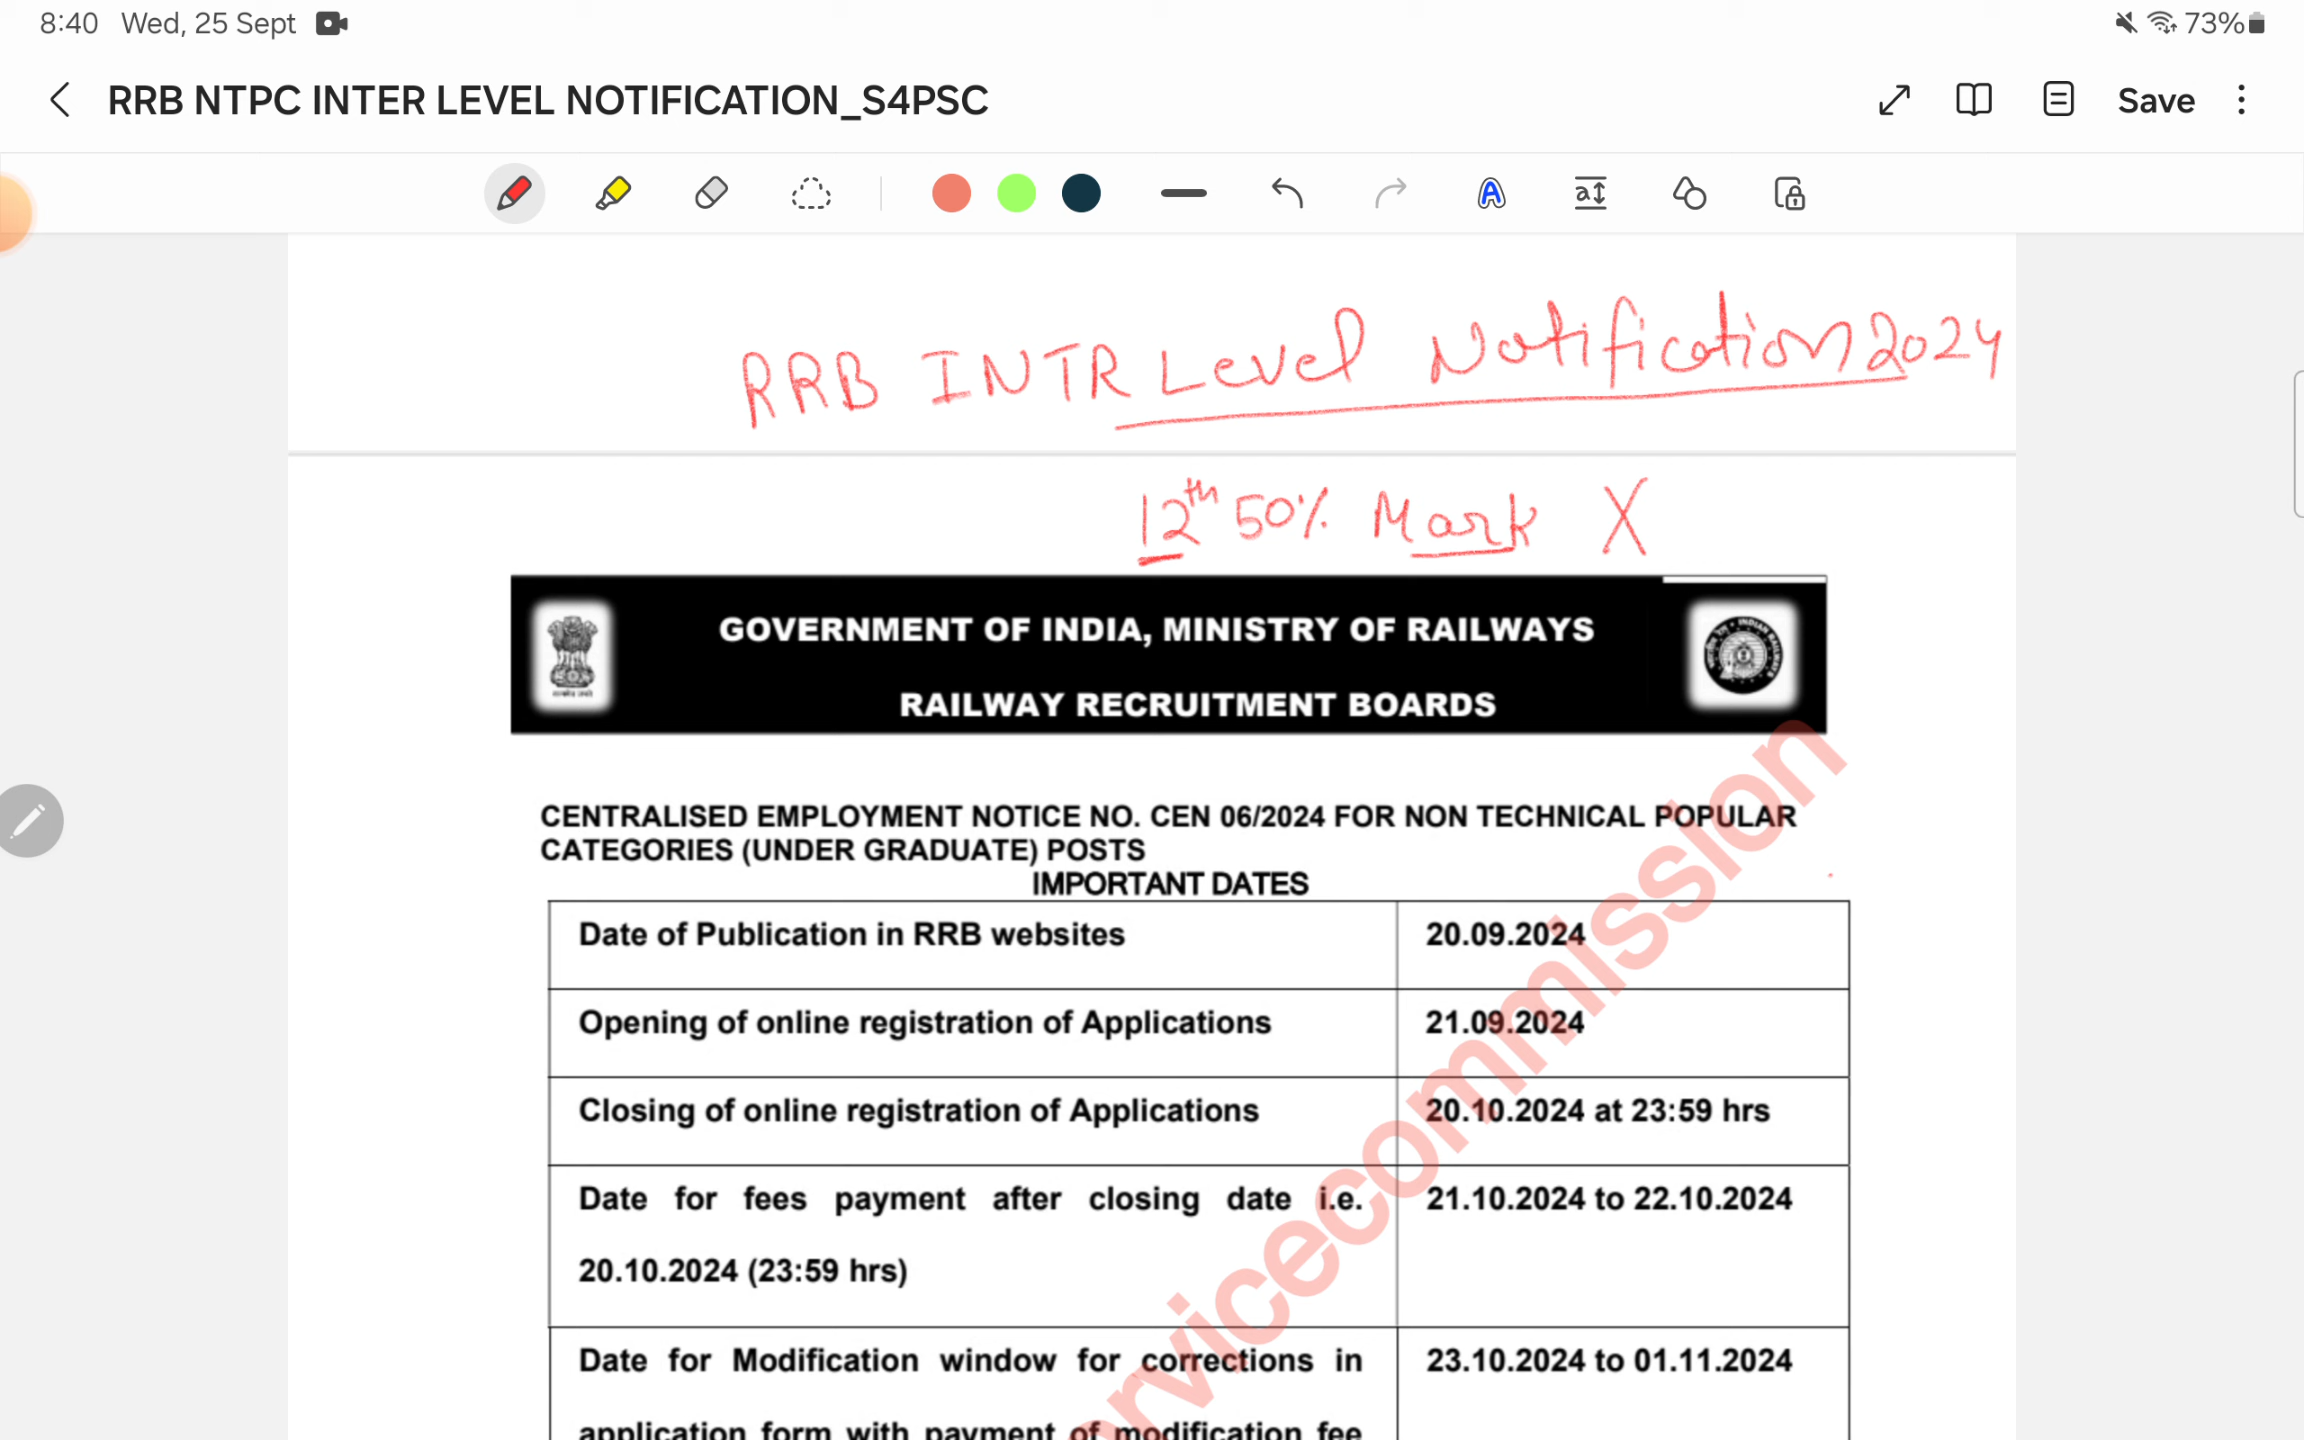 8:40 Wed, 25 Sept 73%
RRB NTPC INTER LEVEL NOTIFICATION_S4PSC Save
RRB INTR Level Notification 2024
12th 50% Mark X
GOVERNMENT OF INDIA, MINISTRY OF RAILWAYS
RAILWAY RECRUITMENT BOARDS
CENTRALISED EMPLOYMENT NOTICE NO. CEN 06/2024 FOR NON TECHNICAL POPULAR
CATEGORIES (UNDER GRADUATE) POSTS
IMPORTANT DATES
Date of Publication in RRB websites 20.09.2024
Opening of online registration of Applications 21.09.2024
Closing of online registration of Applications 20.10.2024 at 23:59 hrs
Date for fees payment after closing date i.e. 21.10.2024 to 22.10.2024
20.10.2024 (23:59 hrs)
Date for Modification window for corrections in 23.10.2024 to 01.11.2024
application form with payment of modification fee
rvicecommission